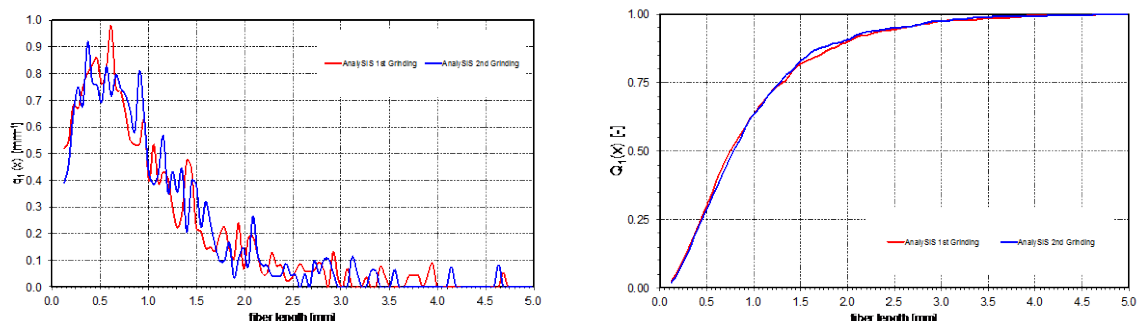 1.0
0.9
0.8
0.7
0.6
0.5
0.4
0.3
0.2
0.1
0.0
q₁(x) [mm⁻¹]
AnalySIS 1st Grinding
AnalySIS 2nd Grinding
0.0 0.5 1.0 1.5 2.0 2.5 3.0 3.5 4.0 4.5 5.0
fiber length [mm]
1.00
0.75
0.50
0.25
0.00
Q₁(x) [-]
AnalySIS 1st Grinding
AnalySIS 2nd Grinding
0.0 0.5 1.0 1.5 2.0 2.5 3.0 3.5 4.0 4.5 5.0
fiber length [mm]